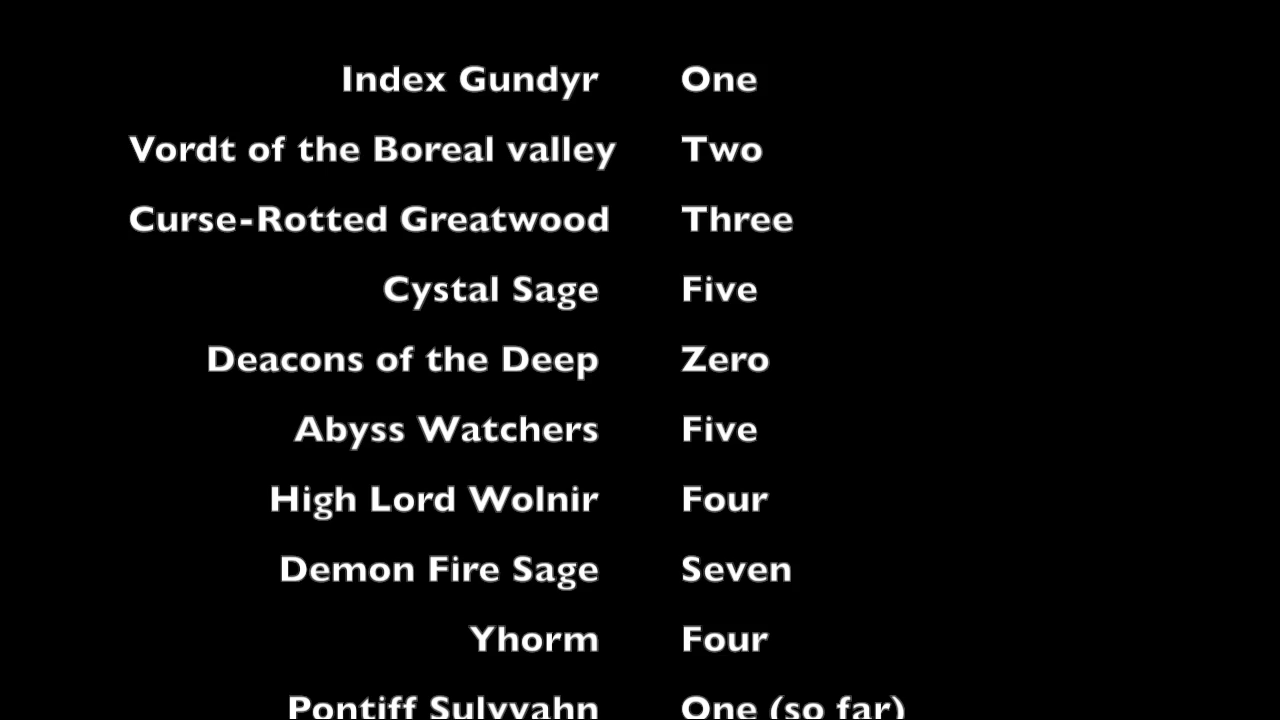 Index Gundyr One
Vordt of the Boreal valley Two
Curse-Rotted Greatwood Three
Cystal Sage Five
Deacons of the Deep Zero
Abyss Watchers Five
High Lord Wolnir Four
Demon Fire Sage Seven
Yhorm Four
Pontiff Sulyvahn One (so far)